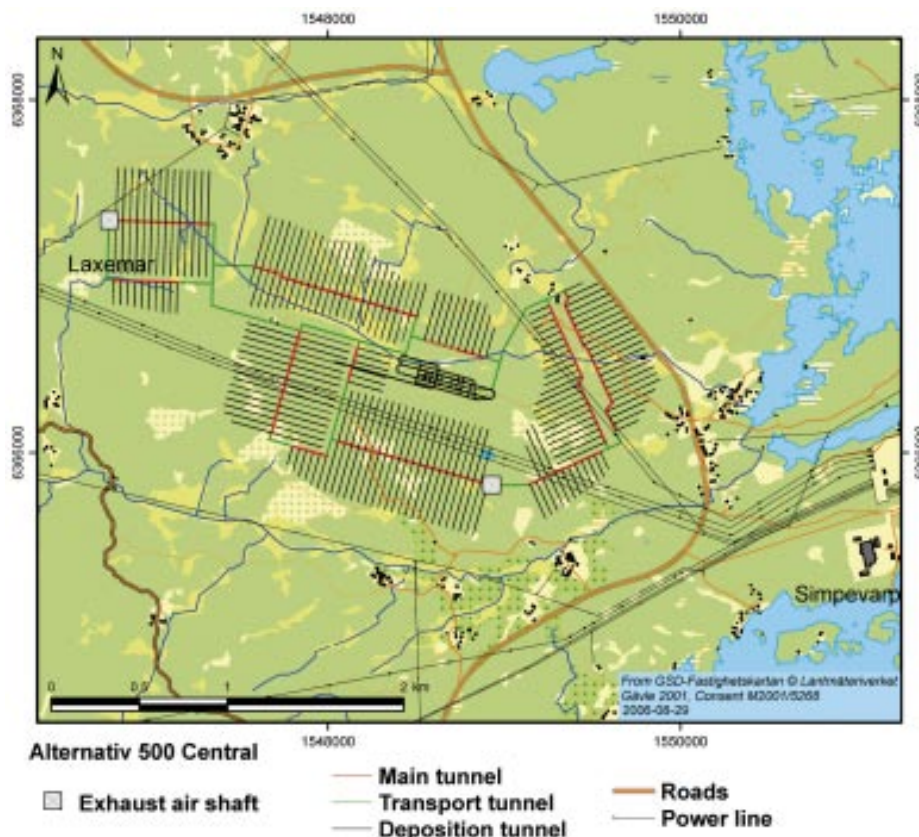 1548000 1550000
N
6368000
Laxemar
Simpevarp
0 0,5 1 2 km
From GSD-Fastighetskartan © Lantmäteriverket
Gävle 2001, Consent M2001/5268
2006-08-29
1548000 1550000
Alternativ 500 Central
Exhaust air shaft
Main tunnel
Transport tunnel
Deposition tunnel
Roads
Power line